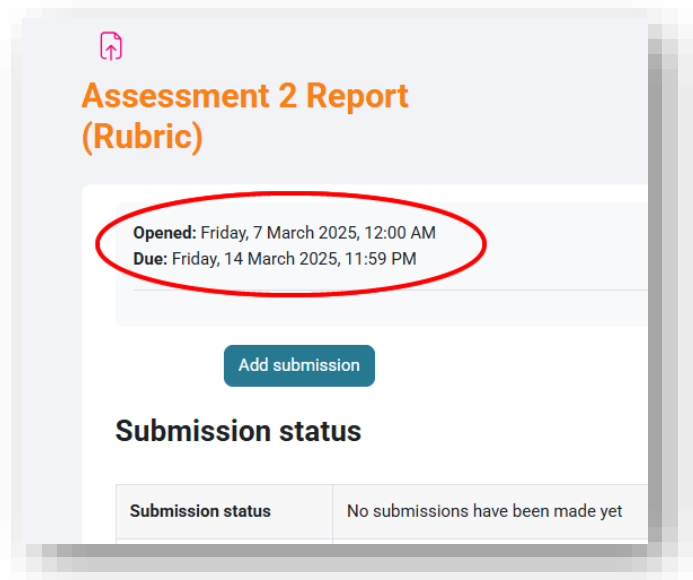 Assessment 2 Report
(Rubric)
Opened: Friday, 7 March 2025, 12:00 AM
Due: Friday, 14 March 2025, 11:59 PM
Add submission
Submission status
Submission status No submissions have been made yet